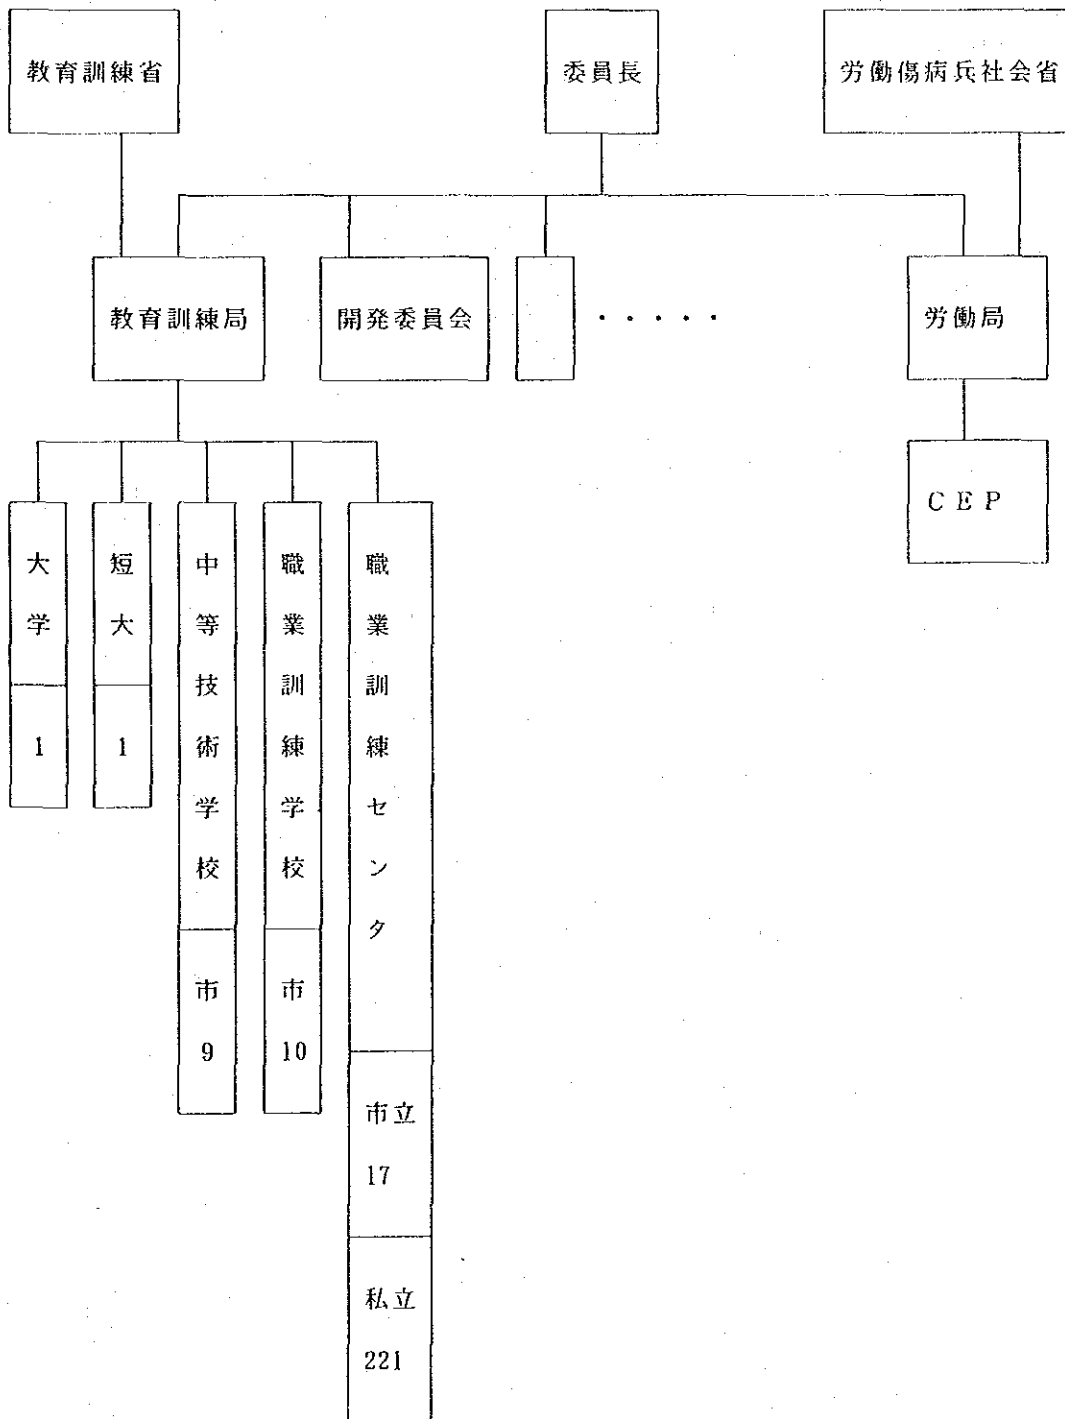 教育訓練省
委員長
労働傷病兵社会省
教育訓練局
開発委員会
・・・・・
労働局
CEP
大学
1
短大
1
中等技術学校
市
9
職業訓練学校
市
10
職業訓練センタ
市立
17
私立
221